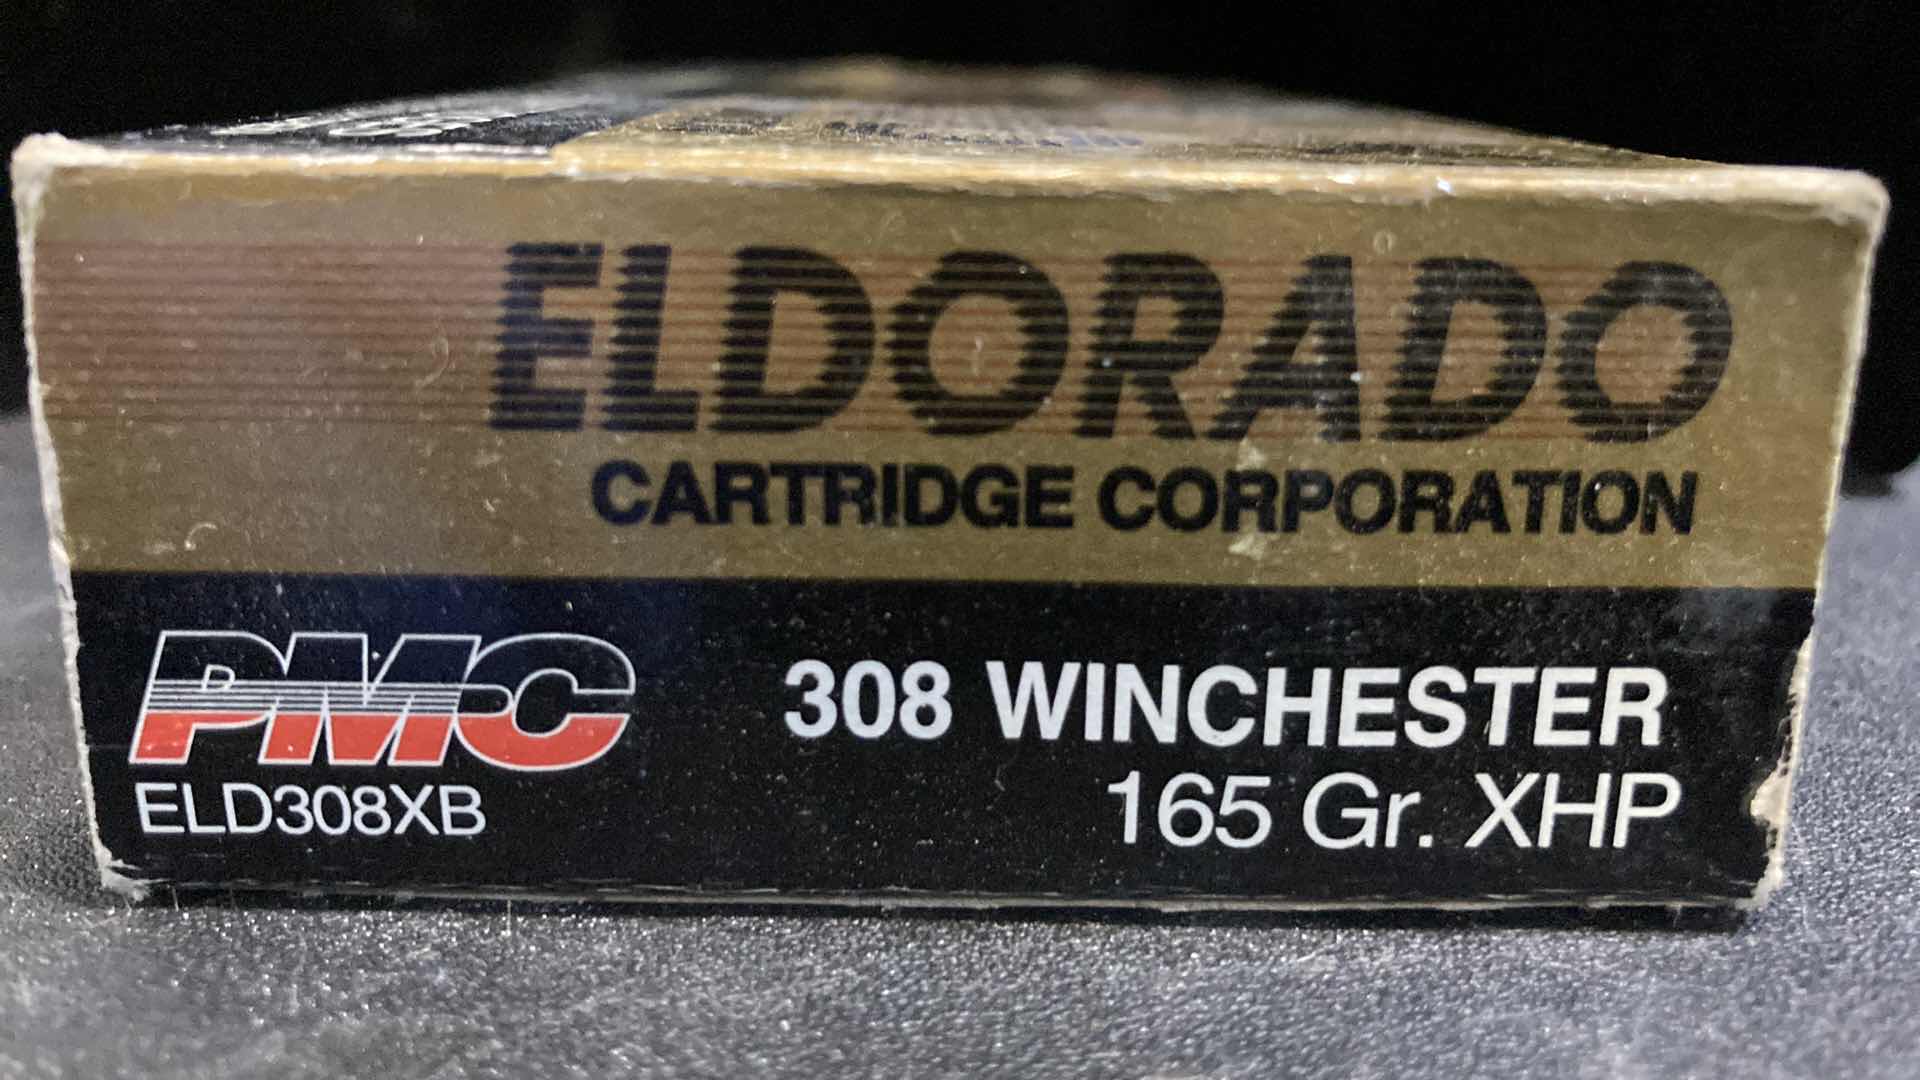 ELDORADO
CARTRIDGE CORPORATION
PMC
308 WINCHESTER
ELD308XB
165 Gr. XHP